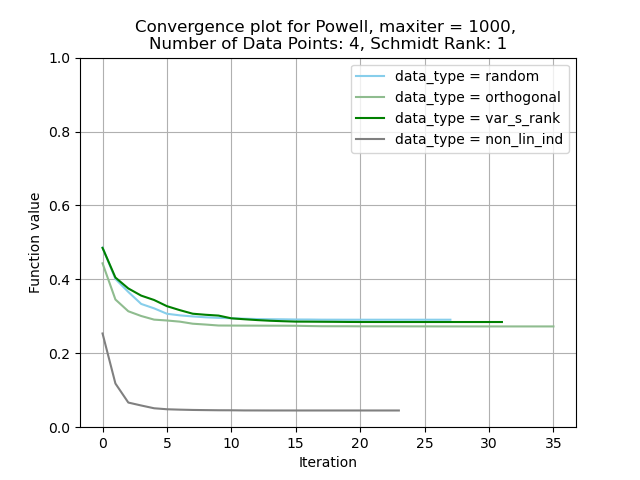 Convergence plot for Powell, maxiter = 1000,
Number of Data Points: 4, Schmidt Rank: 1
data_type = random
data_type = orthogonal
data_type = var_s_rank
data_type = non_lin_ind
1.0
0.8
0.6
0.4
0.2
0.0
Function value
0 5 10 15 20 25 30 35
Iteration